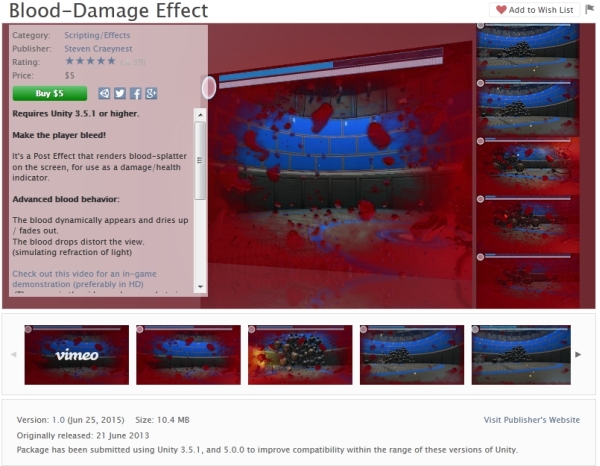 Blood-Damage Effect
Add to Wish List
Category: Scripting/Effects
Publisher: Steven Craeynest
Rating:
Price: $5
Buy $5
Requires Unity 3.5.1 or higher.
Make the player bleed!
It's a Post Effect that renders blood-splatter
on the screen, for use as a damage/health
indicator.
Advanced blood behavior:
The blood dynamically appears and dries up
/ fades out.
The blood drops distort the view.
(simulating refraction of light)
Check out this video for an in-game
demonstration (preferably in HD)
vimeo
Version: 1.0 (Jun 25, 2015) Size: 10.4 MB
Visit Publisher's Website
Originally released: 21 June 2013
Package has been submitted using Unity 3.5.1, and 5.0.0 to improve compatibility within the range of these versions of Unity.